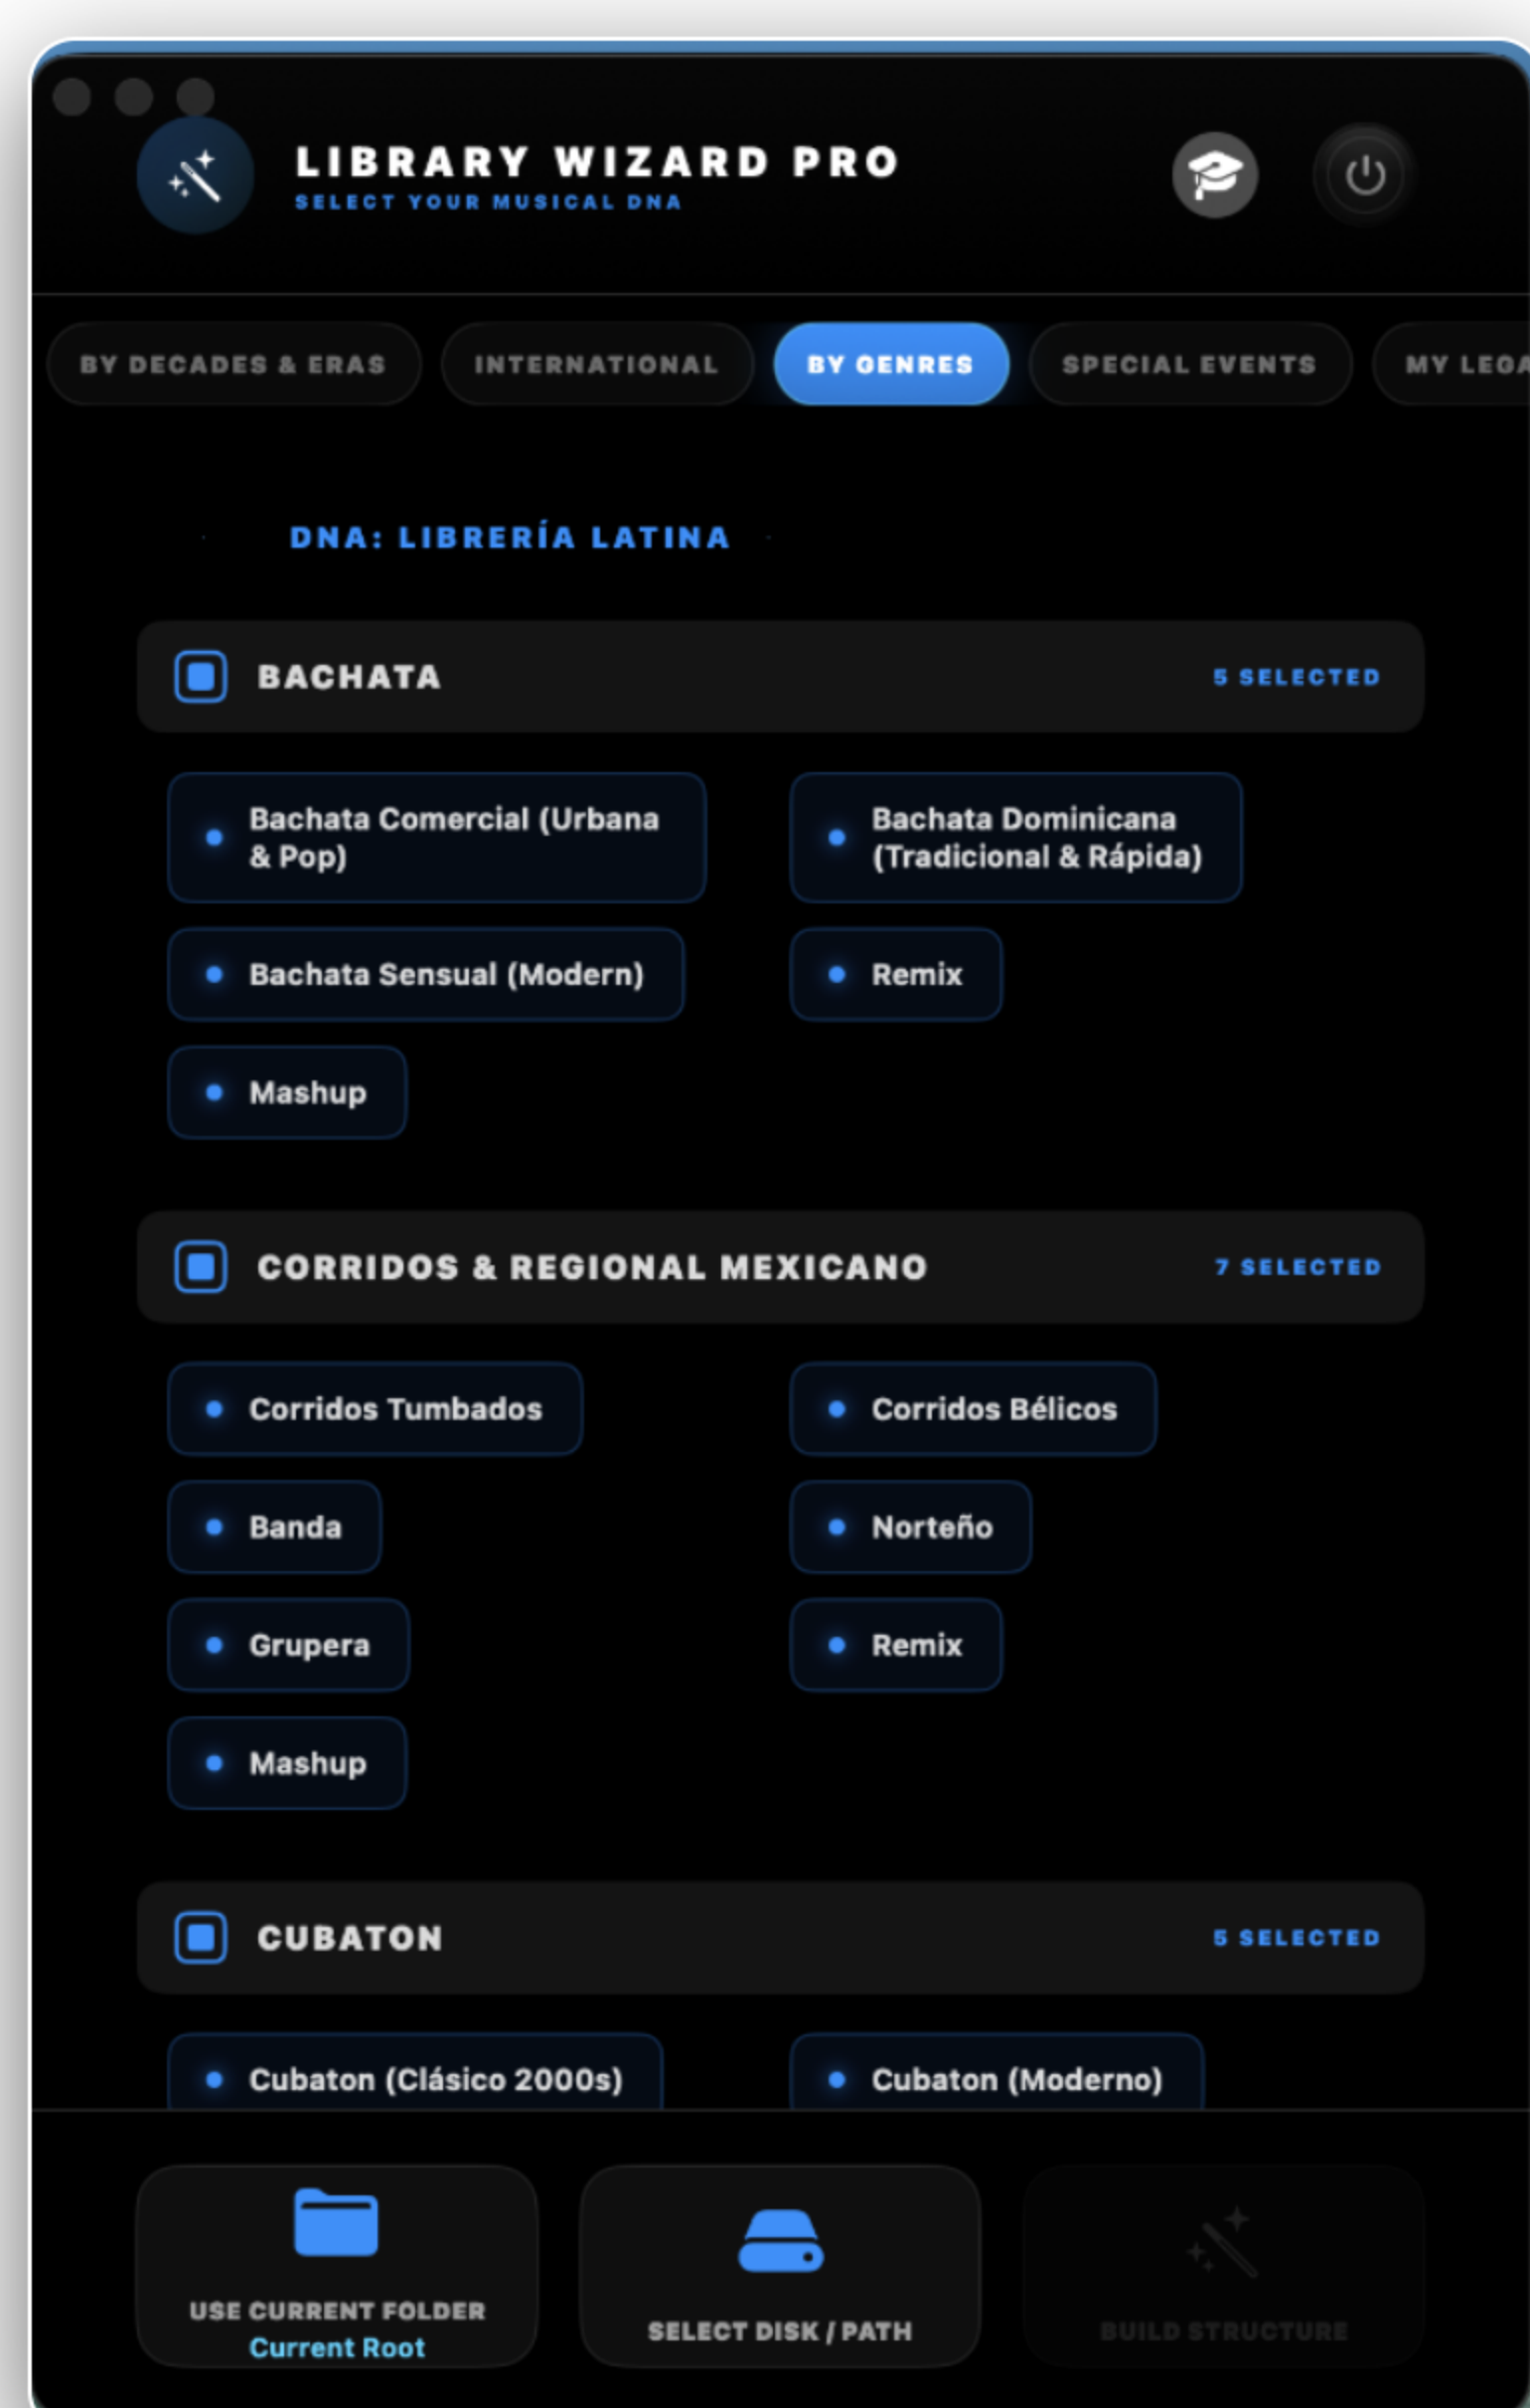 LIBRARY WIZARD PRO
SELECT YOUR MUSICAL DNA
BY DECADES & ERAS
INTERNATIONAL
BY GENRES
SPECIAL EVENTS
MY LEGA
DNA: LIBRERÍA LATINA
BACHATA
5 SELECTED
Bachata Comercial (Urbana
& Pop)
Bachata Dominicana
(Tradicional & Rápida)
Bachata Sensual (Modern)
Remix
Mashup
CORRIDOS & REGIONAL MEXICANO
7 SELECTED
Corridos Tumbados
Corridos Bélicos
Banda
Norteño
Grupera
Remix
Mashup
CUBATON
5 SELECTED
Cubaton (Clásico 2000s)
Cubaton (Moderno)
USE CURRENT FOLDER
Current Root
SELECT DISK / PATH
BUILD STRUCTURE